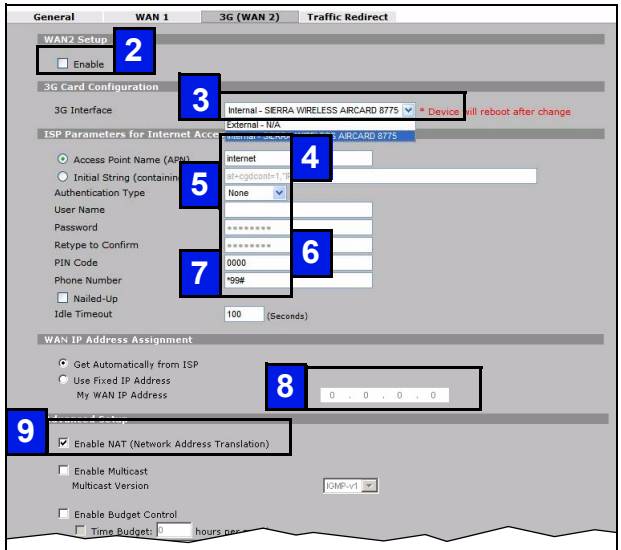 General WAN 1 3G (WAN 2) Traffic Redirect
WAN2 Setup
2
Enable
3G Card Configuration
3
3G Interface Internal - SIERRA WIRELESS AIRCARD 8775 * Device will reboot after change
External - N/A
Internal - SIERRA WIRELESS AIRCARD 8775
ISP Parameters for Internet
4
Access Point Name (APN) internet
Initial String (containing at+cgdcont=1,"
5
Authentication Type None
User Name
Password ********
6
Retype to Confirm ********
7
PIN Code 0000
Phone Number *99#
Nailed-Up
Idle Timeout 100 (Seconds)
WAN IP Address Assignment
Get Automatically from ISP
Use Fixed IP Address
8
My WAN IP Address 0 . 0 . 0 . 0
9
Setup
Enable NAT (Network Address Translation)
Enable Multicast
Multicast Version IGMP-v1
Enable Budget Control
Time Budget: 0 hours per